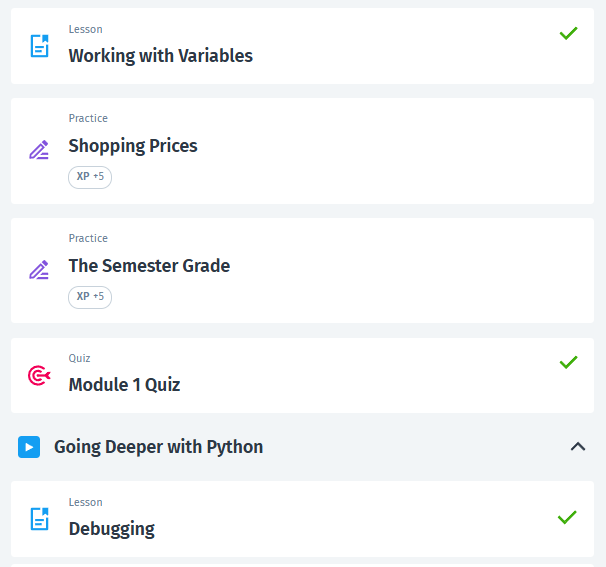 Lesson
Working with Variables
Practice
Shopping Prices
XP +5
Practice
The Semester Grade
XP +5
Quiz
Module 1 Quiz
Going Deeper with Python
Lesson
Debugging